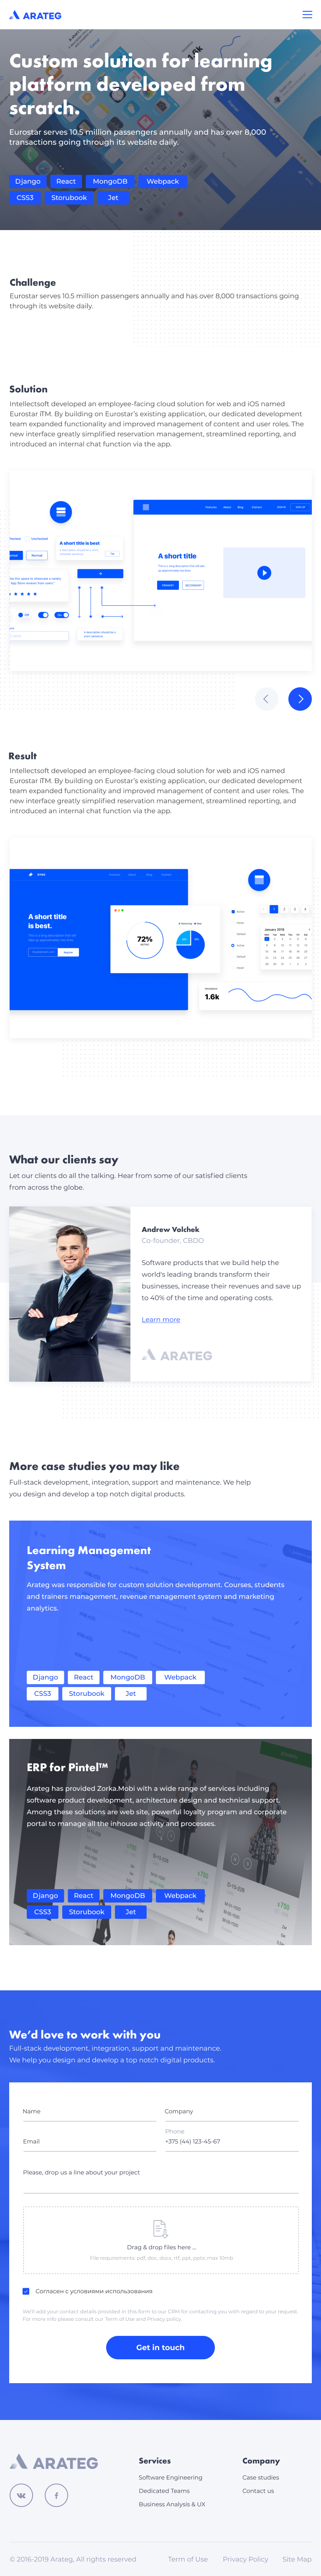 ARATEG
Custom solution for learning
platform developed from
scratch.
Eurostar serves 10.5 million passengers annually and has over 8,000
transactions going through its website daily.
Django React MongoDB Webpack
CSS3 Storubook Jet
Challenge
Eurostar serves 10.5 million passengers annually and has over 8,000 transactions going
through its website daily.
Solution
Intellectsoft developed an employee-facing cloud solution for web and iOS named
Eurostar iTM. By building on Eurostar's existing application, our dedicated development
team expanded functionality and improved management of content and user roles. The
new interface greatly simplified reservation management, streamlined reporting, and
introduced an internal chat function via the app.
A short title is best
A short title
Result
Intellectsoft developed an employee-facing cloud solution for web and iOS named
Eurostar iTM. By building on Eurostar's existing application, our dedicated development
team expanded functionality and improved management of content and user roles. The
new interface greatly simplified reservation management, streamlined reporting, and
introduced an internal chat function via the app.
A short title
is best
72%
January 2018
1.6k
What our clients say
Let our clients do all the talking. Hear from some of our satisfied clients
from across the globe.
Andrew Volchek
Co-founder, CBDO
Software products that we build help the
world's leading brands transform their
businesses, increase their revenues and save up
to 40% of the time and operating costs.
Learn more
ARATEG
More case studies you may like
Full-stack development, integration, support and maintenance. We help
you design and develop a top notch digital products.
Learning Management
System
Arateg was responsible for custom solution development. Courses, students
and trainers management, revenue management system and marketing
analytics.
Django React MongoDB Webpack
CSS3 Storubook Jet
ERP for Pintel™
Arateg has provided Zorka.Mobi with a wide range of services including
software product development, architecture design and technical support.
Among these solutions are web site, powerful loyalty program and corporate
portal to manage all the inhouse activity and processes.
Django React MongoDB Webpack
CSS3 Storubook Jet
We'd love to work with you
Full-stack development, integration, support and maintenance.
We help you design and develop a top notch digital products.
Name Company
Phone
Email +375 (44) 123-45-67
Please, drop us a line about your project
Drag & drop files here ...
File requirements: pdf, doc, docx, rtf, ppt, pptx, max 10mb
Согласен с условиями использования
We'll add your contact details provided in this form to our CRM for contacting you with regard to your request.
For more info please consult our Term of Use and Privacy policy.
Get in touch
ARATEG
Services
Software Engineering
Dedicated Teams
Business Analysis & UX
Company
Case studies
Contact us
© 2016-2019 Arateg, All rights reserved Term of Use Privacy Policy Site Map